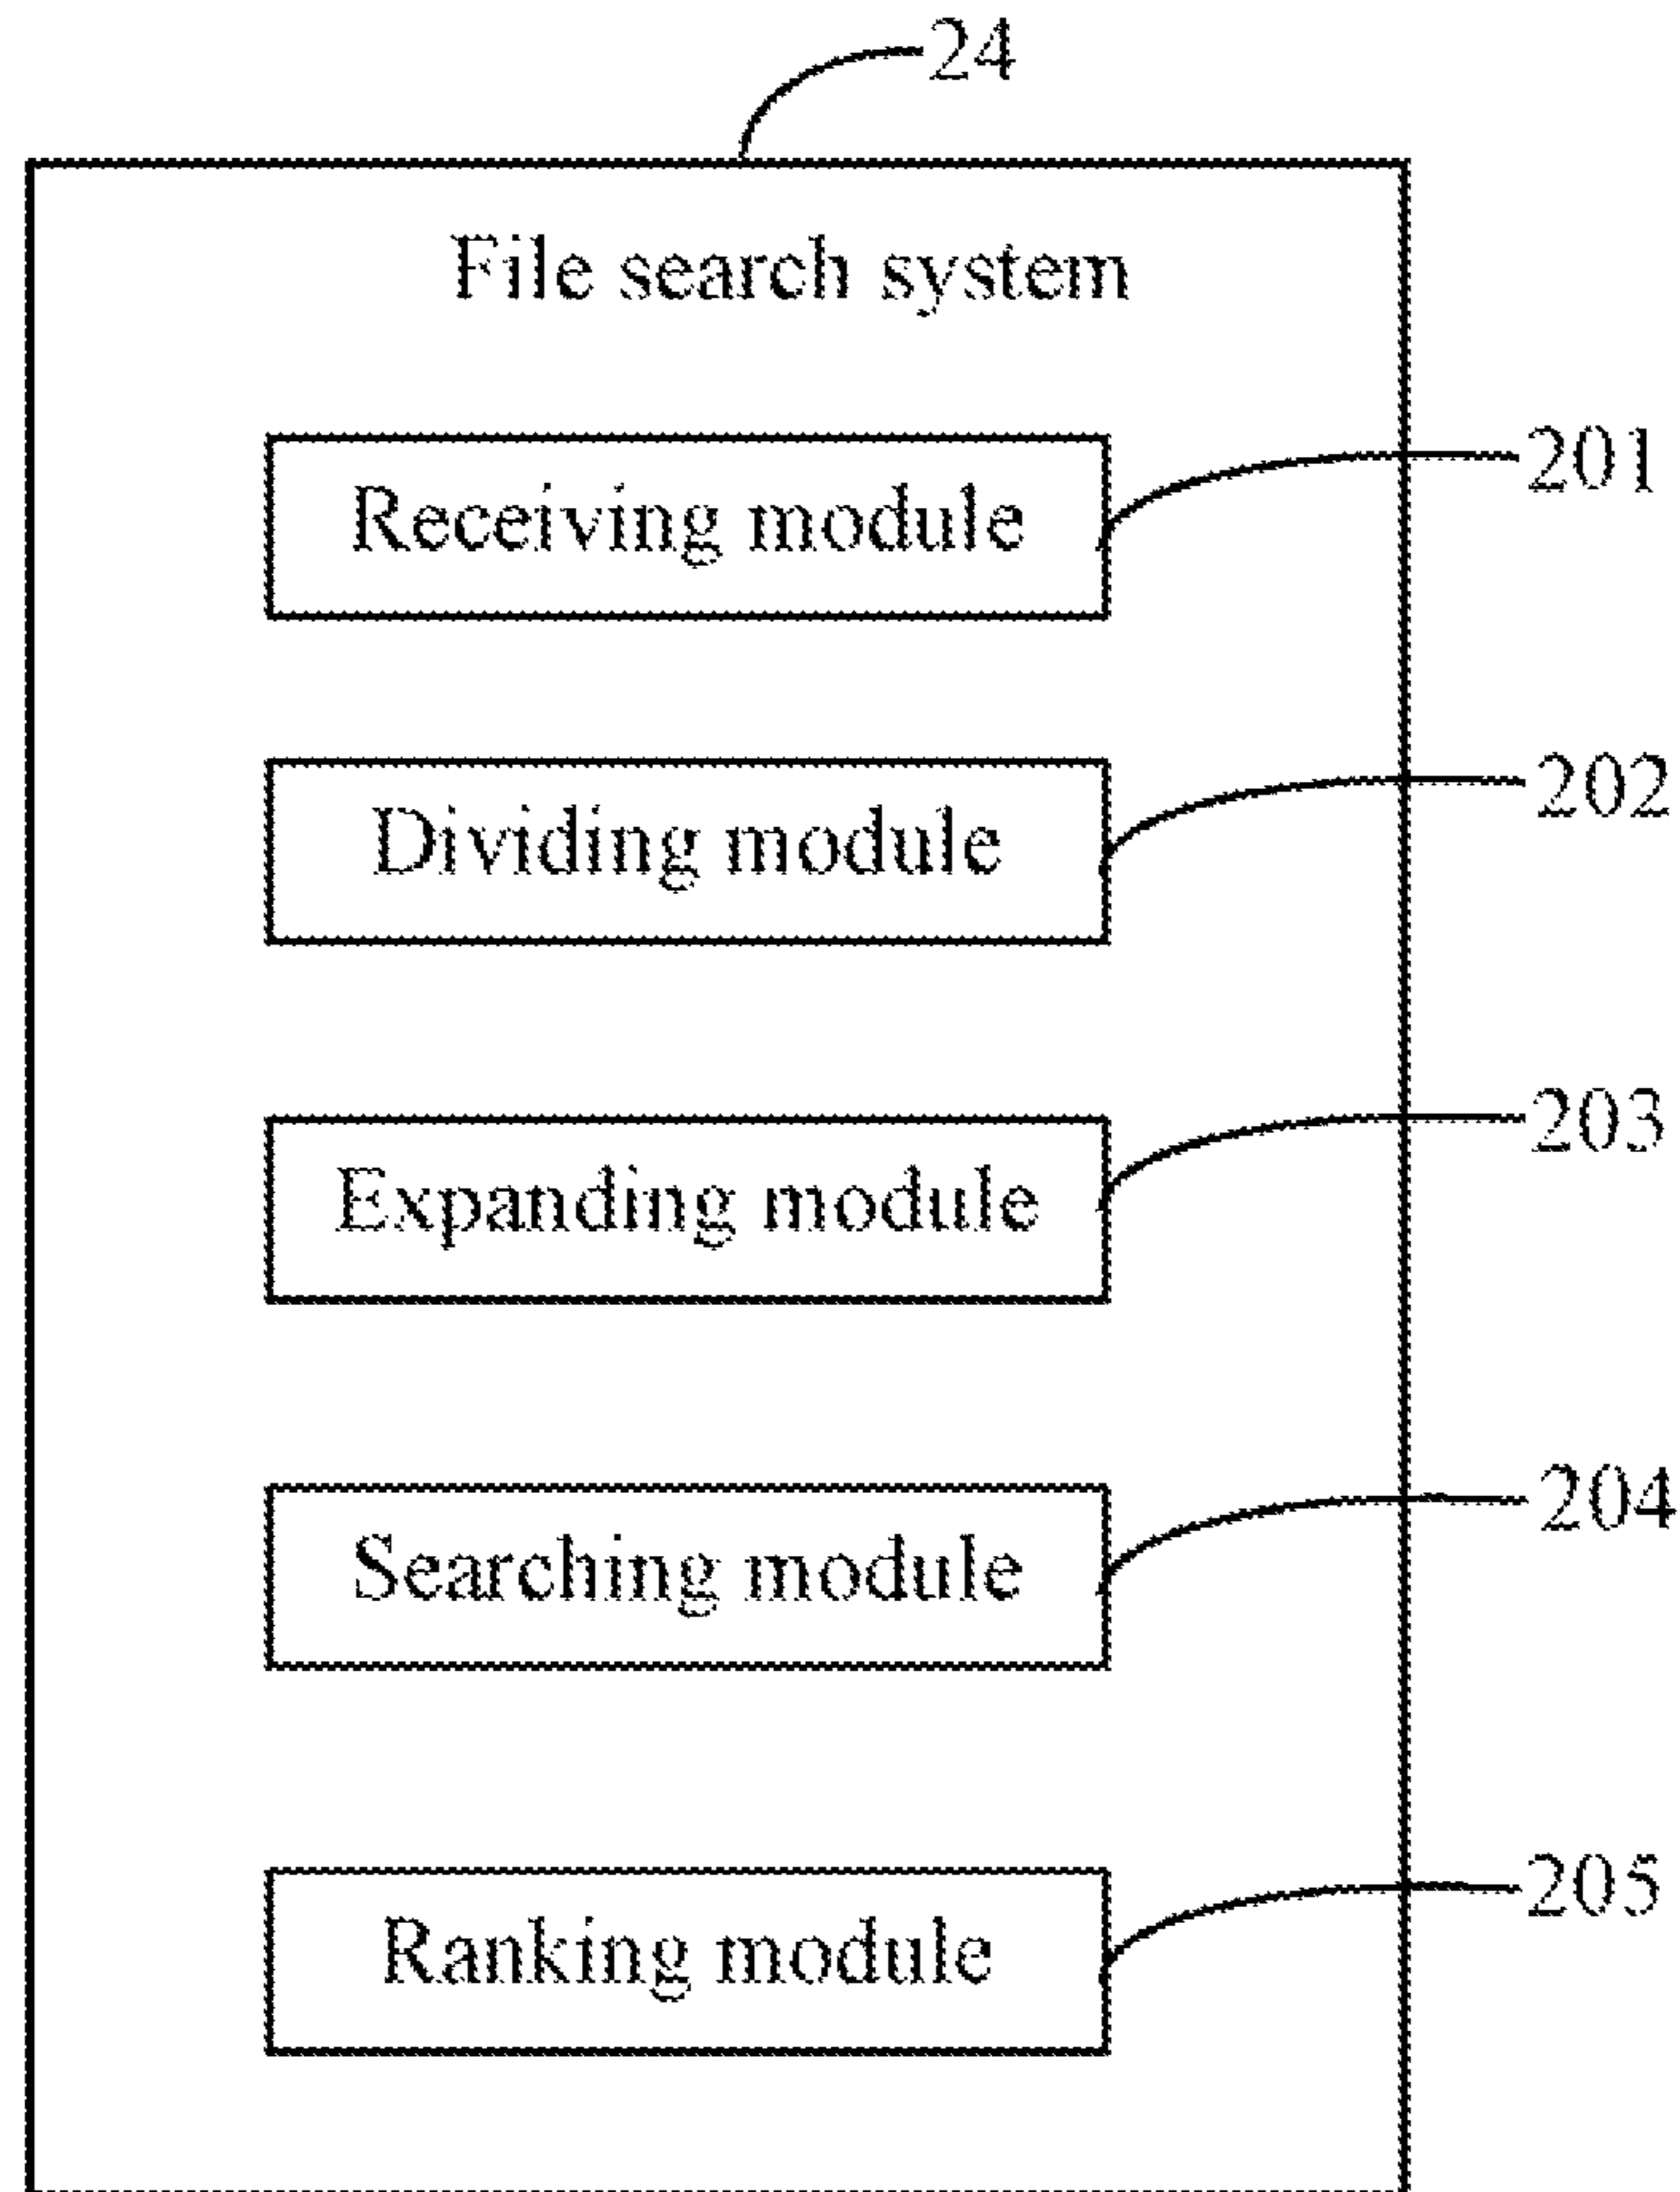 24
File search system
Receiving module
201
Dividing module
202
Expanding module
203
Searching module
204
Ranking module
205